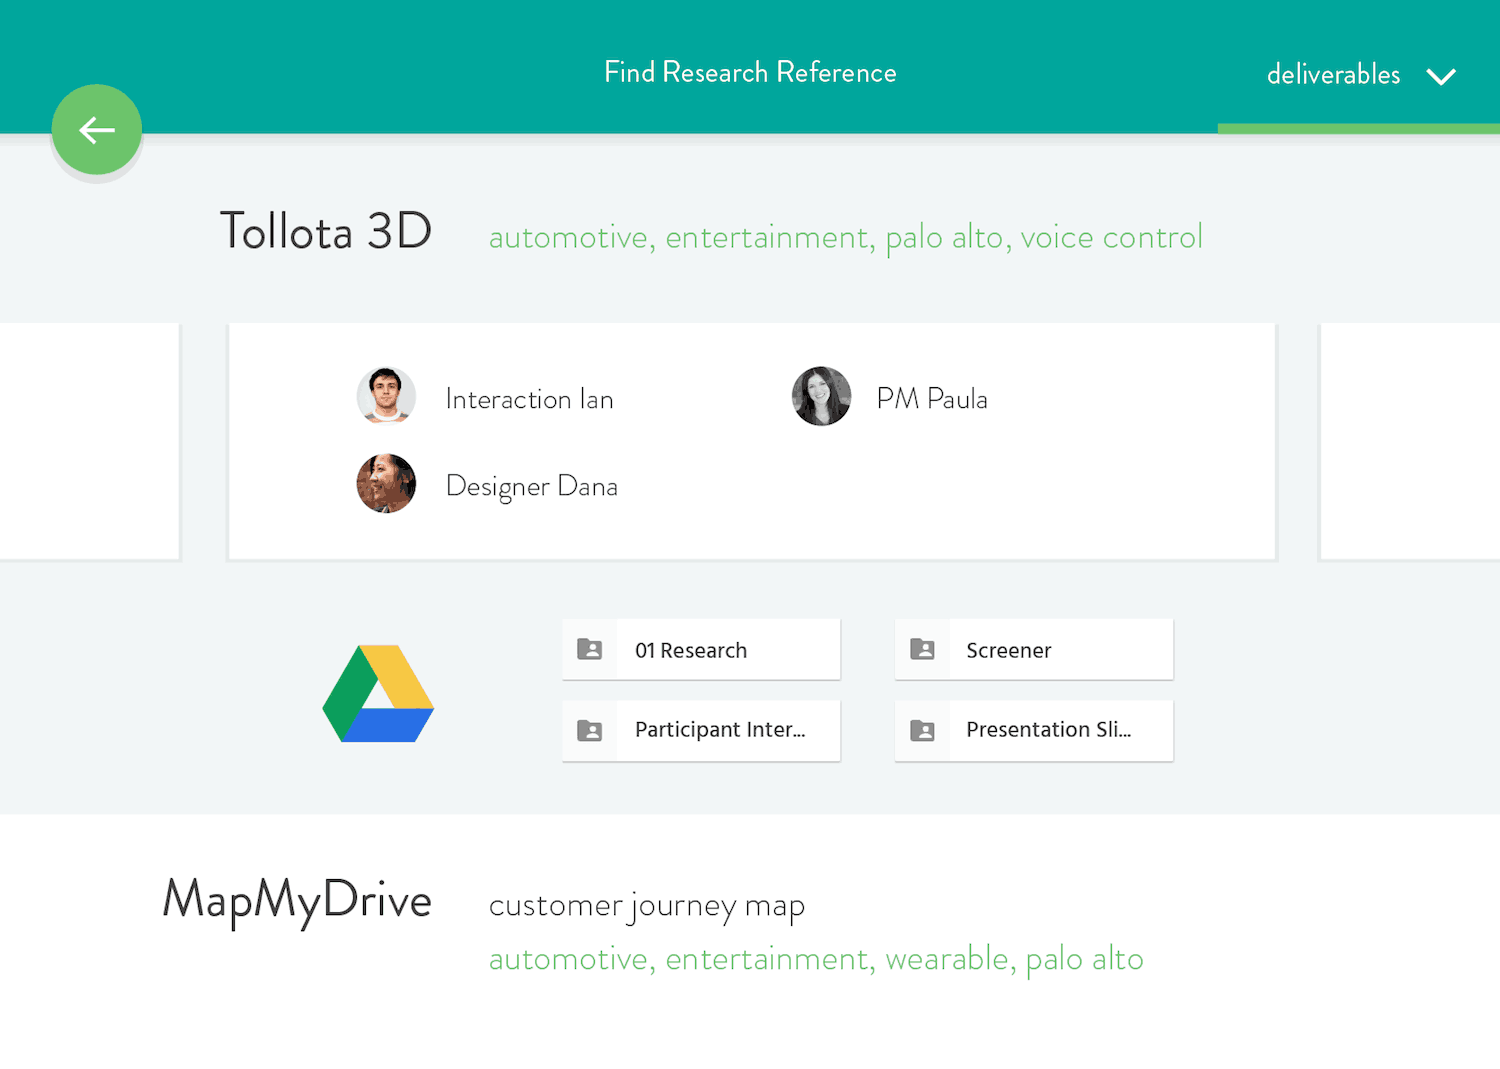 Find Research Reference
deliverables
Tollota 3D
automotive, entertainment, palo alto, voice control
Interaction Ian
PM Paula
Designer Dana
01 Research
Screener
Participant Inter...
Presentation Sli...
MapMyDrive
customer journey map
automotive, entertainment, wearable, palo alto